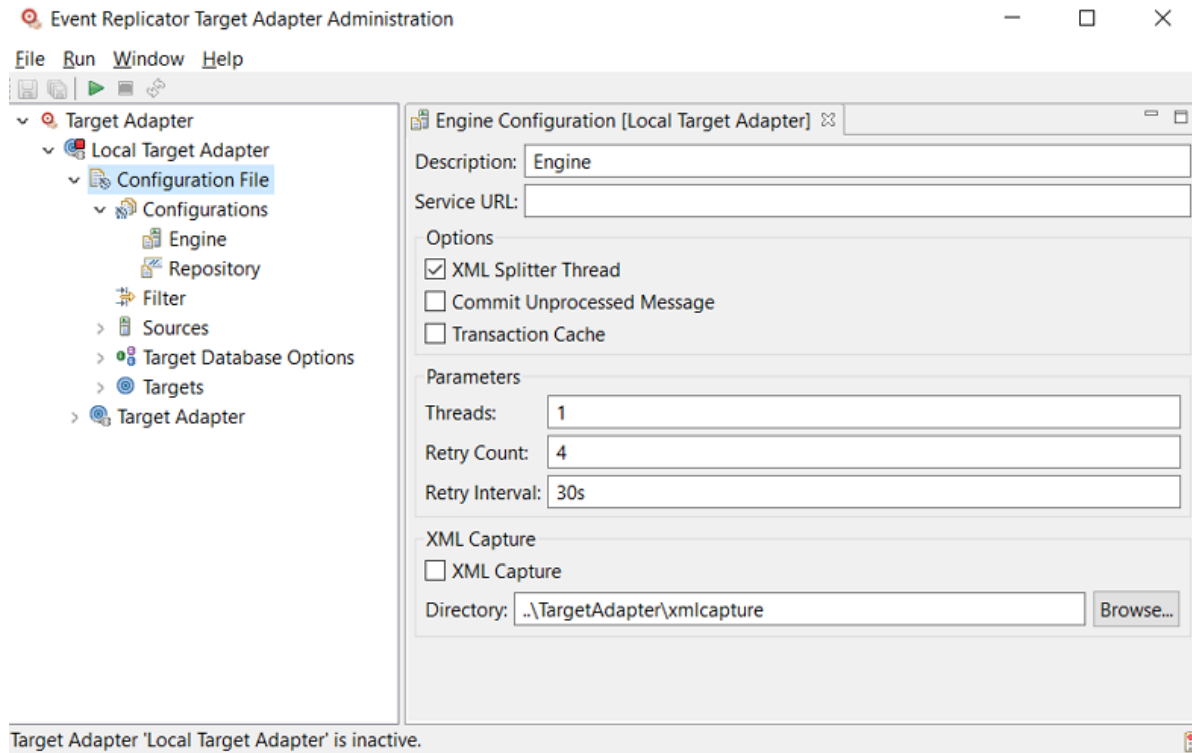 Event Replicator Target Adapter Administration
File Run Window Help
Target Adapter
Local Target Adapter
Configuration File
Configurations
Engine
Repository
Filter
Sources
Target Database Options
Targets
Target Adapter
Engine Configuration [Local Target Adapter]
Description: Engine
Service URL:
Options
XML Splitter Thread
Commit Unprocessed Message
Transaction Cache
Parameters
Threads: 1
Retry Count: 4
Retry Interval: 30s
XML Capture
XML Capture
Directory: ..\TargetAdapter\xmlcapture Browse...
Target Adapter 'Local Target Adapter' is inactive.